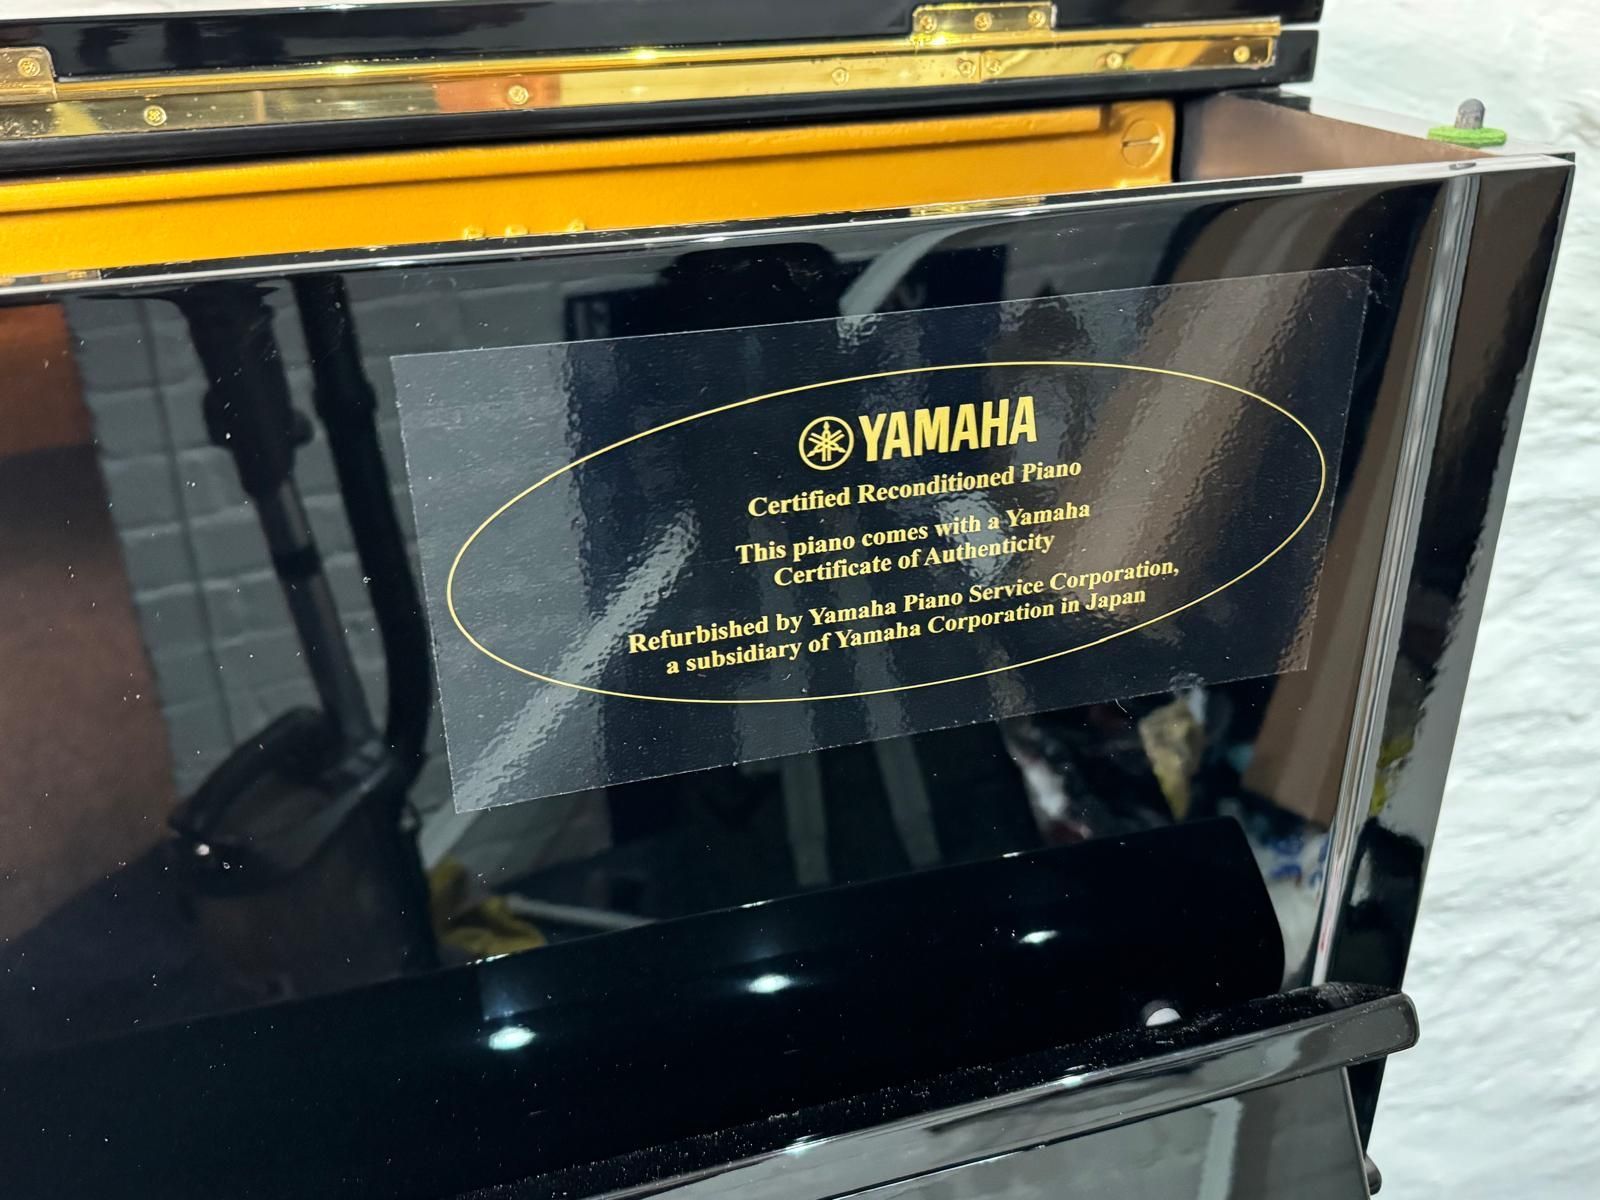 YAMAHA
Certified Reconditioned Piano
This piano comes with a Yamaha
Certificate of Authenticity
Refurbished by Yamaha Piano Service Corporation,
a subsidiary of Yamaha Corporation in Japan